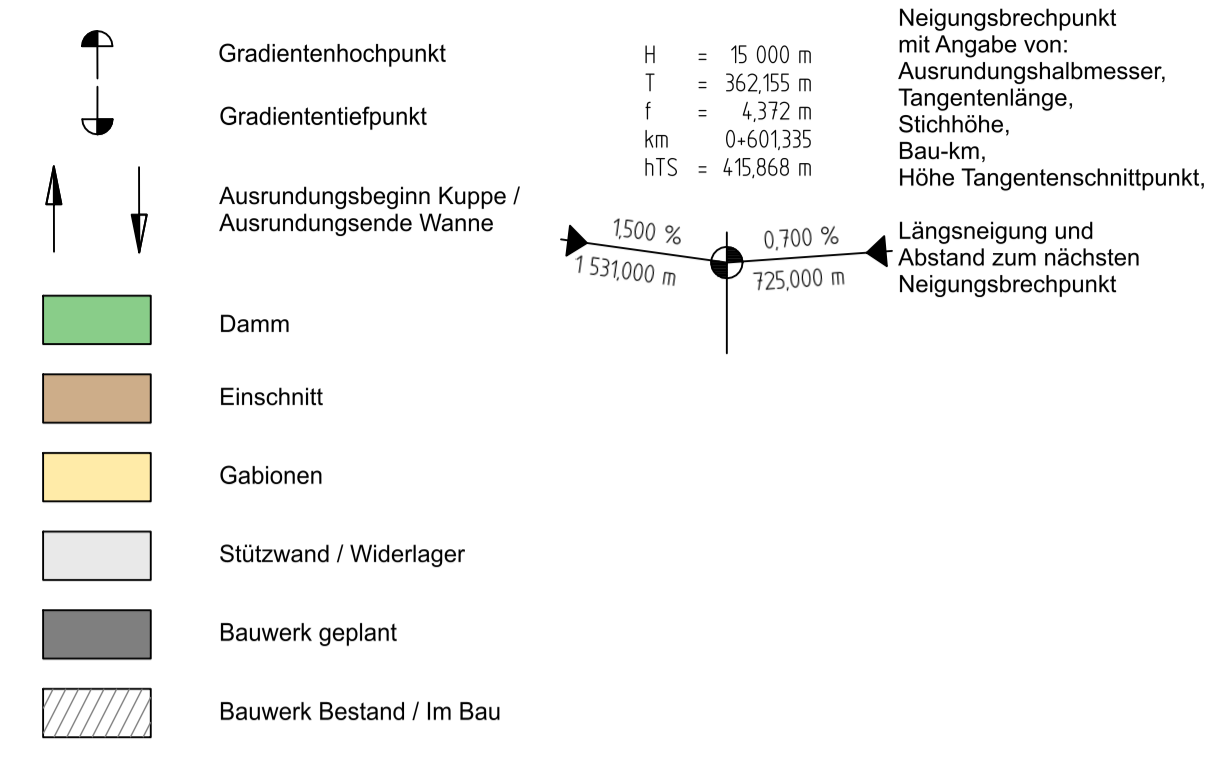 Gradientenhochpunkt
Gradiententiefpunkt
Ausrundungsbeginn Kuppe /
Ausrundungsende Wanne
Damm
Einschnitt
Gabionen
Stützwand / Widerlager
Bauwerk geplant
Bauwerk Bestand / Im Bau
H = 15 000 m
T = 362,155 m
f = 4,372 m
km 0+601,335
hTS = 415,868 m
1,500 %
1 531,000 m
0,700 %
725,000 m
Neigungsbrechpunkt
mit Angabe von:
Ausrundungshalbmesser,
Tangentenlänge,
Stichhöhe,
Bau-km,
Höhe Tangentenschnittpunkt,
Längsneigung und
Abstand zum nächsten
Neigungsbrechpunkt